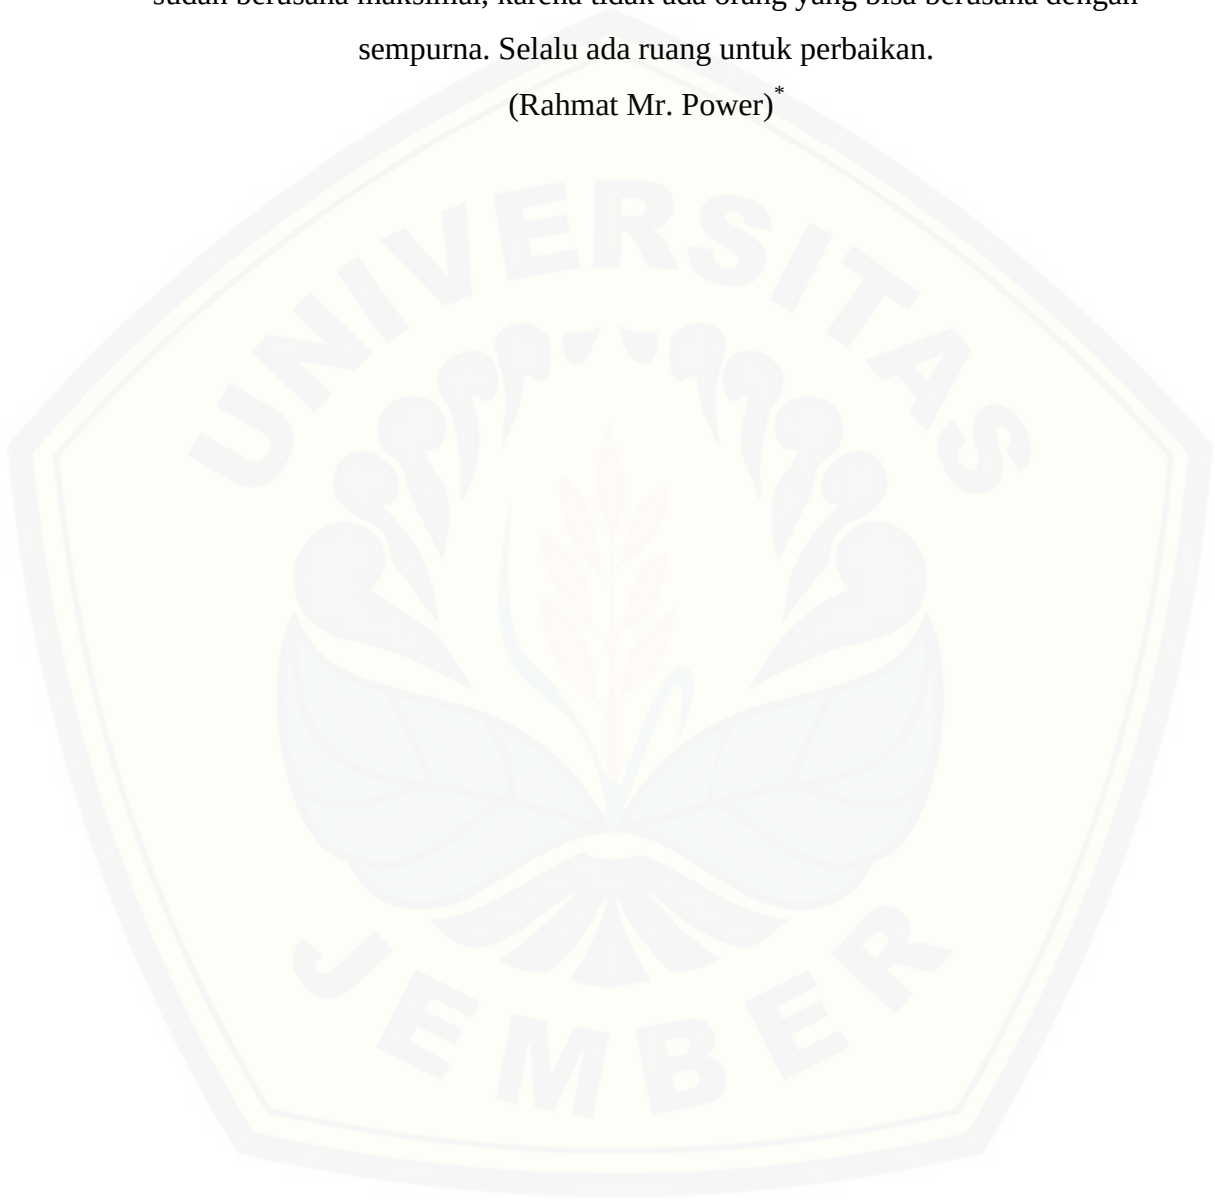 sudah berusaha maksimal, karena tidak ada orang yang bisa berusaha dengan
sempurna. Selalu ada ruang untuk perbaikan.
(Rahmat Mr. Power)*
UNIVERSITAS
JEMBER